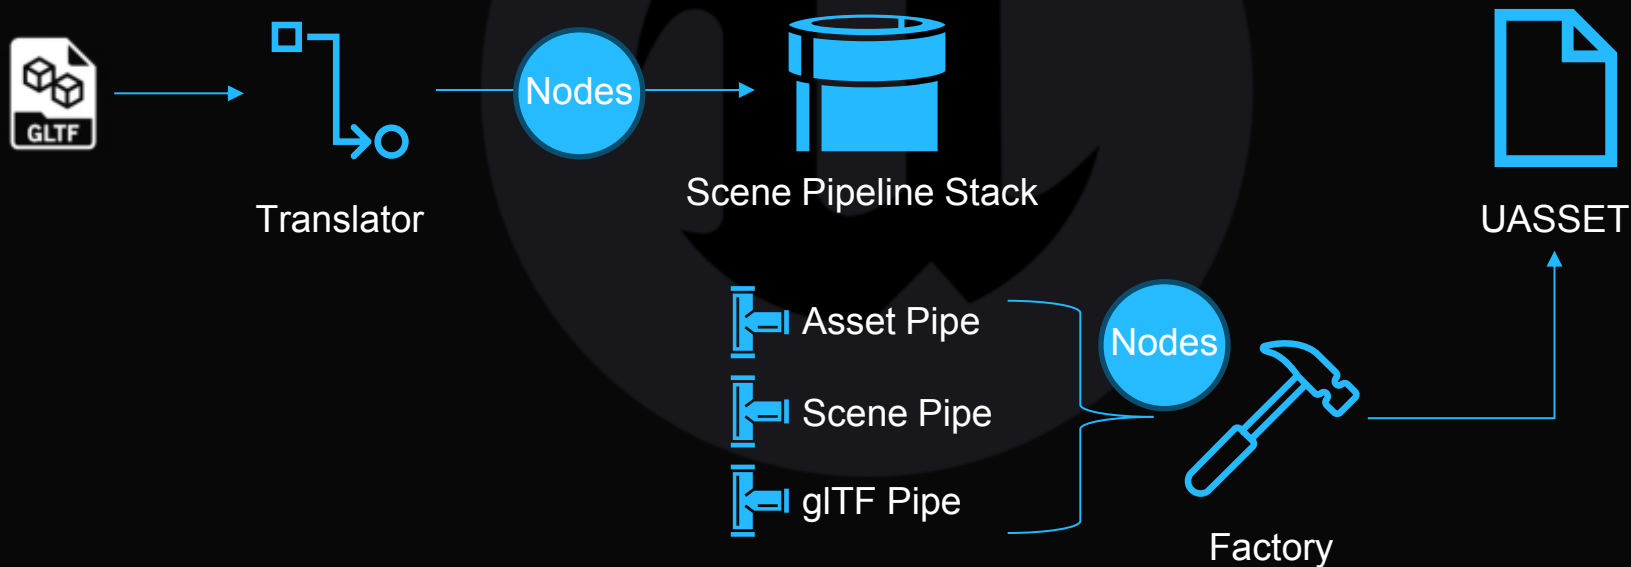 GLTF
Translator
Nodes
Scene Pipeline Stack
Asset Pipe
Scene Pipe
glTF Pipe
Nodes
Factory
UASSET